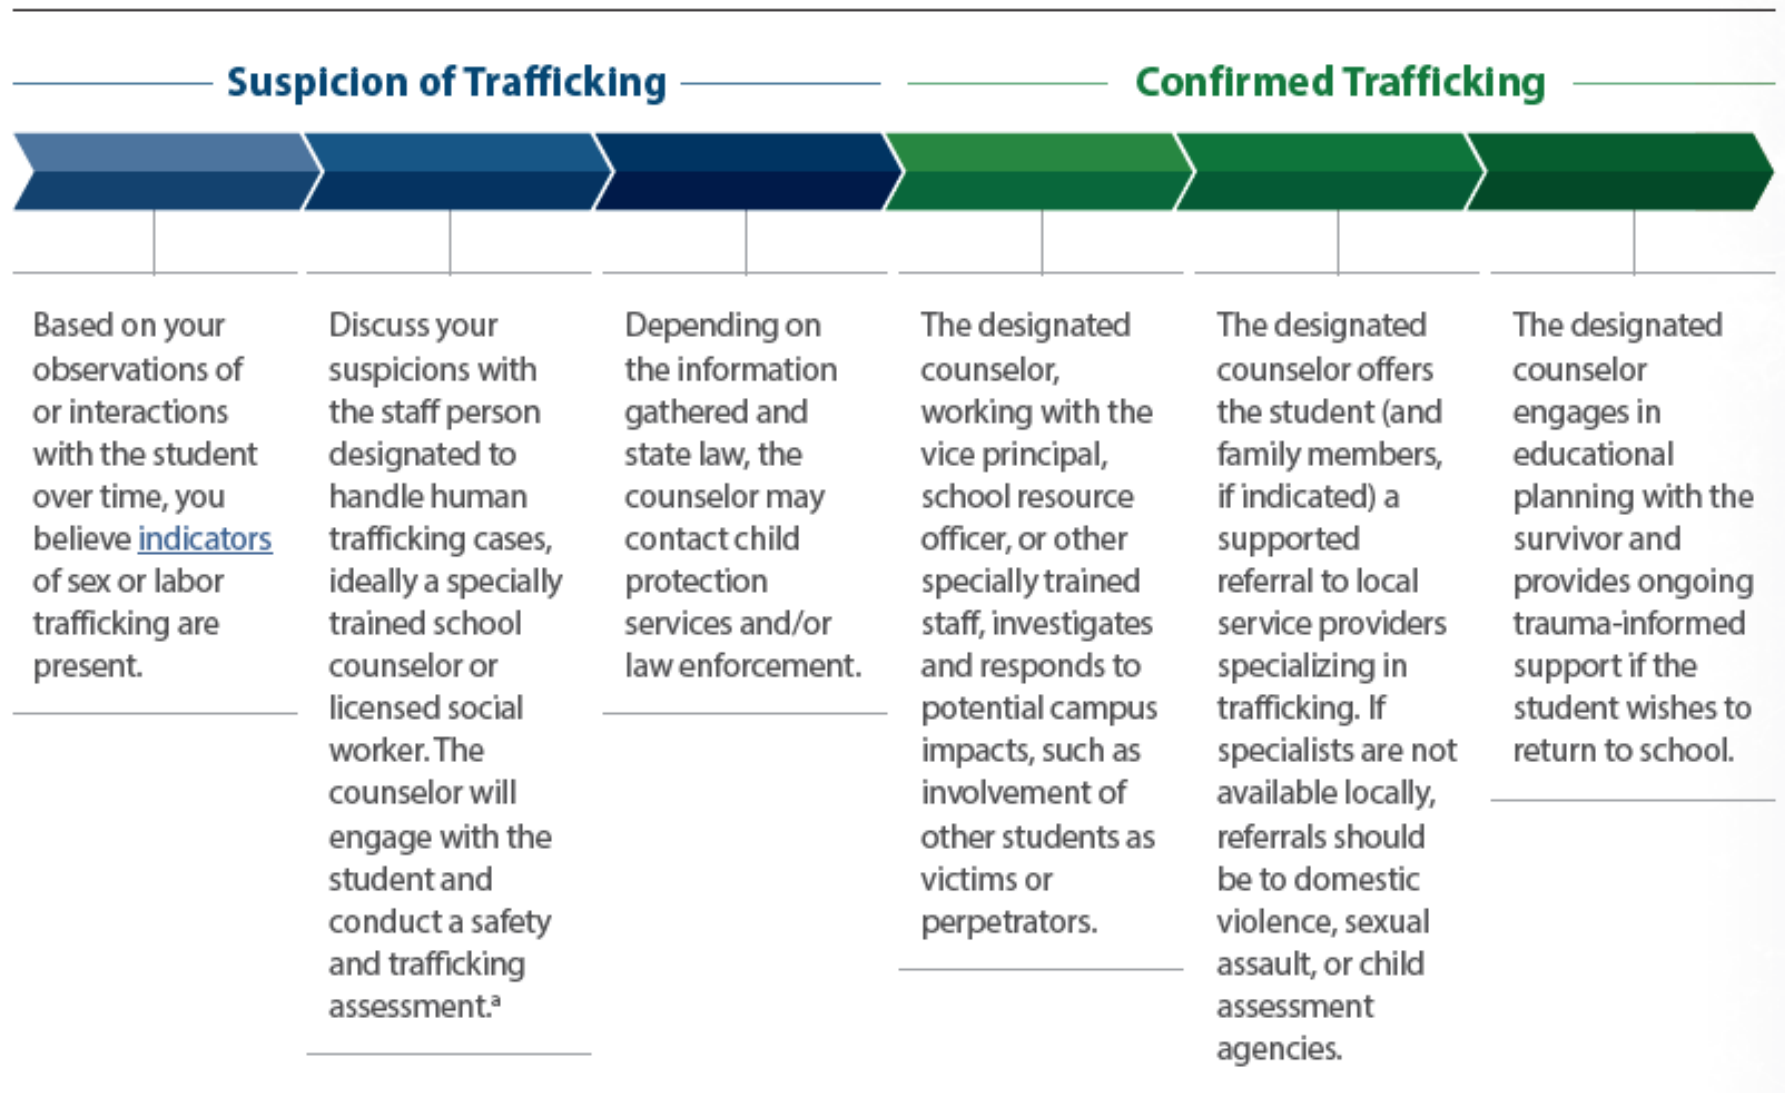 Suspicion of Trafficking
Confirmed Trafficking
Based on your
observations of
or interactions
with the student
over time, you
believe indicators
of sex or labor
trafficking are
present.
Discuss your
suspicions with
the staff person
designated to
handle human
trafficking cases,
ideally a specially
trained school
counselor or
licensed social
worker. The
counselor will
engage with the
student and
conduct a safety
and trafficking
assessment.ª
Depending on
the information
gathered and
state law, the
counselor may
contact child
protection
services and/or
law enforcement.
The designated
counselor,
working with the
vice principal,
school resource
officer, or other
specially trained
staff, investigates
and responds to
potential campus
impacts, such as
involvement of
other students as
victims or
perpetrators.
The designated
counselor offers
the student (and
family members,
if indicated) a
supported
referral to local
service providers
specializing in
trafficking. If
specialists are not
available locally,
referrals should
be to domestic
violence, sexual
assault, or child
assessment
agencies.
The designated
counselor
engages in
educational
planning with the
survivor and
provides ongoing
trauma-informed
support if the
student wishes to
return to school.